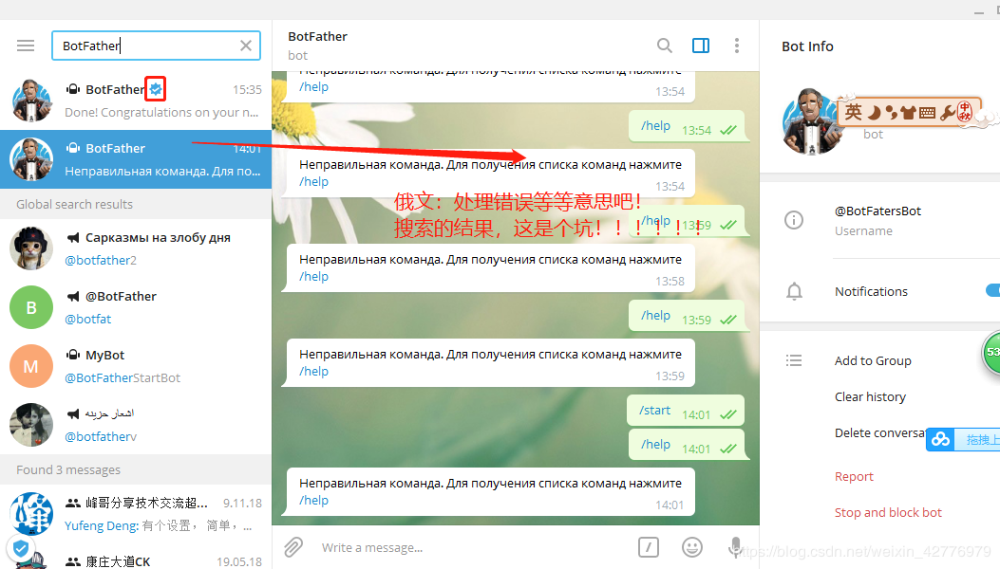 BotFather
BotFather
15:35
Done! Congratulations on your n...
BotFather
14:01
Неправильная команда. Для по...
Global search results
Сарказмы на злобу дня
@botfather2
B
@BotFather
@botfat
M
MyBot
@BotFatherStartBot
اشعار حزينه
@botfatherv
Found 3 messages
峰哥分享技术交流超...
9.11.18
Yufeng Deng: 有个设置， 简单，...
康庄大道CK
19.05.18
BotFather
bot
Неправильная команда. Для получения списка команд нажмите
/help
13:54
/help
13:54
Неправильная команда. Для получения списка команд нажмите
/help
13:54
俄文：处理错误等等意思吧！
搜索的结果，这是个坑！！！！！！
/help
13:59
Неправильная команда. Для получения списка команд нажмите
/help
13:58
/help
13:59
Неправильная команда. Для получения списка команд нажмите
/help
13:59
/start
14:01
/help
14:01
Неправильная команда. Для получения списка команд нажмите
/help
14:01
Write a message...
Bot Info
英
中秋
bot
@BotFatersBot
Username
Notifications
53
Add to Group
Clear history
Delete conversa
拖拽上
Report
Stop and block bot
https://blog.csdn.net/weixin_42776979